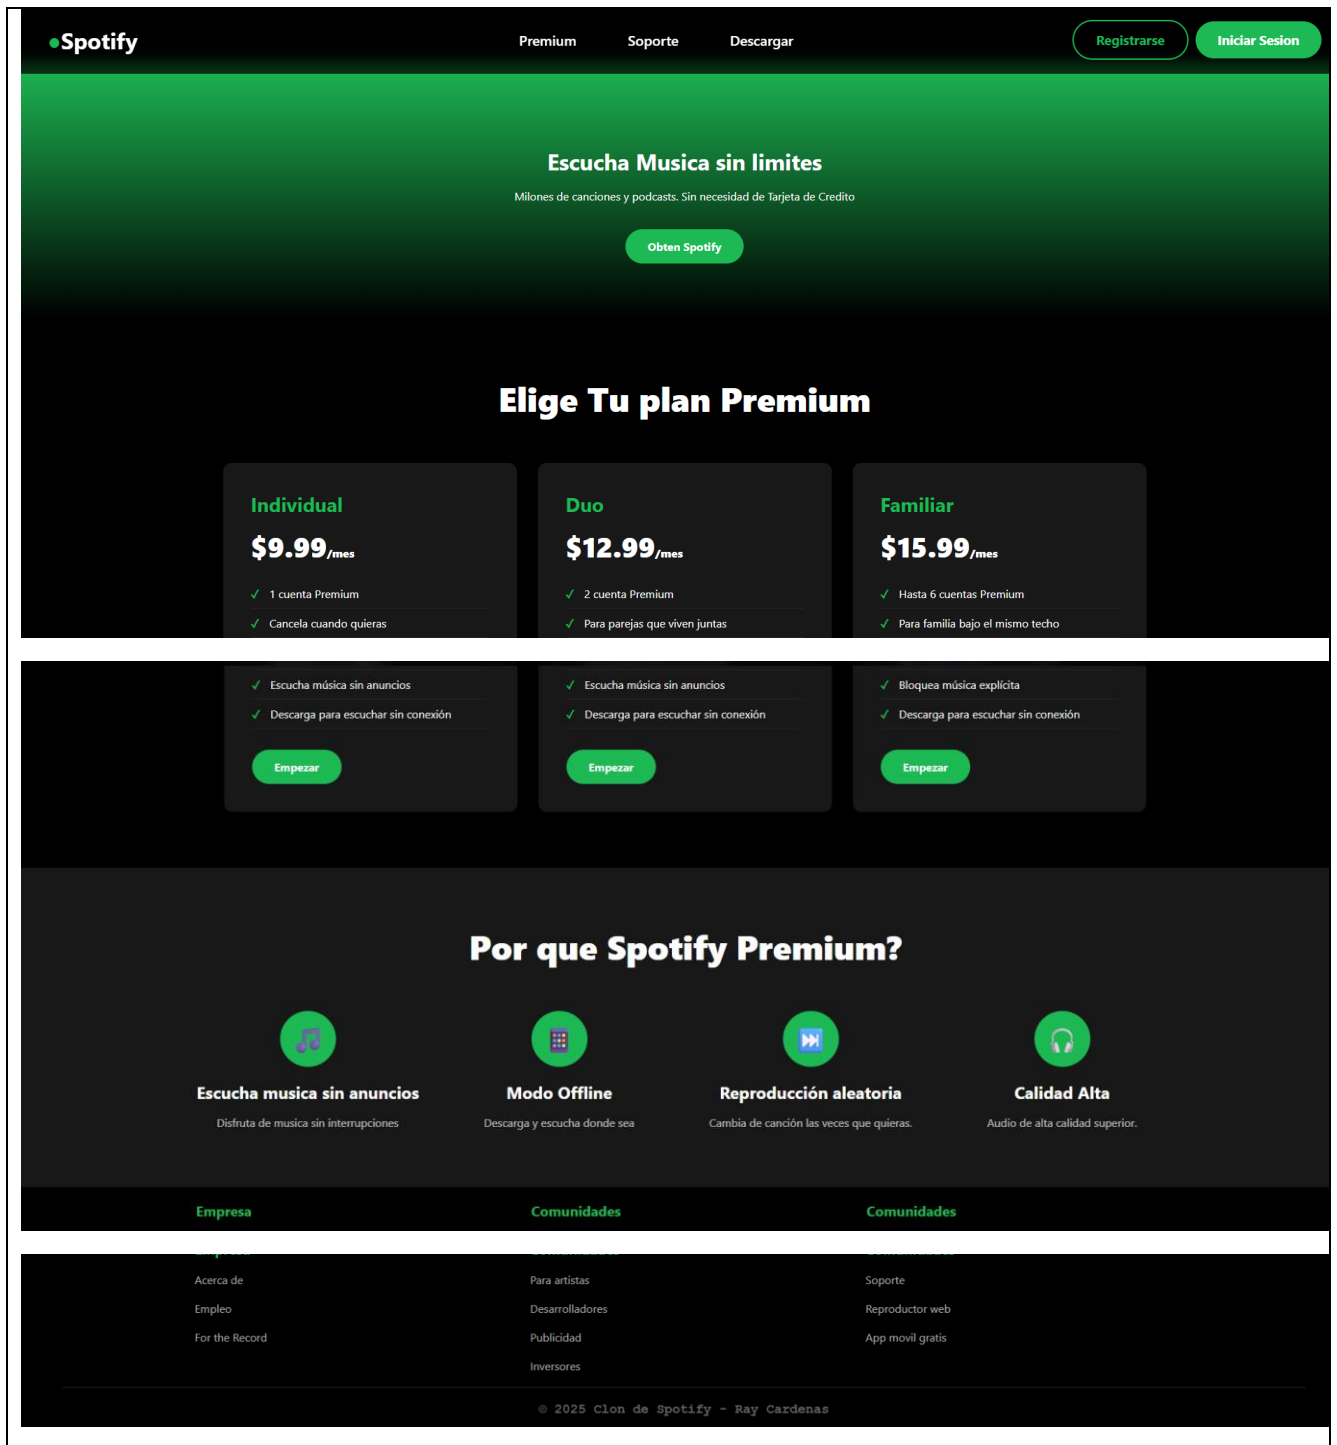 Spotify
Premium Soporte Descargar
Registrarse Iniciar Sesion
Escucha Musica sin limites
Milones de canciones y podcasts. Sin necesidad de Tarjeta de Credito
Obten Spotify
Elige Tu plan Premium
Individual
$9.99/mes
✓ 1 cuenta Premium
✓ Cancela cuando quieras
Duo
$12.99/mes
✓ 2 cuenta Premium
✓ Para parejas que viven juntas
Familiar
$15.99/mes
✓ Hasta 6 cuentas Premium
✓ Para familia bajo el mismo techo
✓ Escucha música sin anuncios
✓ Descarga para escuchar sin conexión
Empezar
✓ Escucha música sin anuncios
✓ Descarga para escuchar sin conexión
Empezar
✓ Bloquea música explícita
✓ Descarga para escuchar sin conexión
Empezar
Por que Spotify Premium?
Escucha musica sin anuncios
Disfruta de musica sin interrupciones
Modo Offline
Descarga y escucha donde sea
Reproducción aleatoria
Cambia de canción las veces que quieras.
Calidad Alta
Audio de alta calidad superior.
Empresa
Comunidades
Comunidades
Acerca de
Empleo
For the Record
Para artistas
Desarrolladores
Publicidad
Inversores
Soporte
Reproductor web
App movil gratis
© 2025 Clon de Spotify - Ray Cardenas